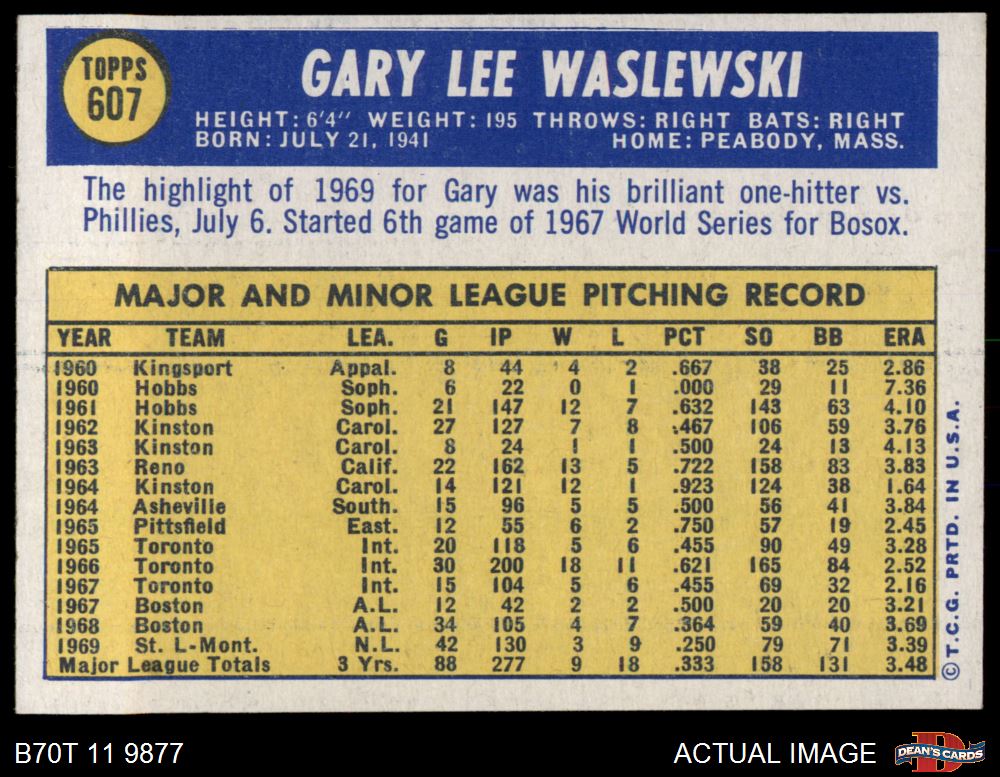 TOPPS
607
GARY LEE WASLEWSKI
HEIGHT: 6'4" WEIGHT: 195 THROWS: RIGHT BATS: RIGHT
BORN: JULY 21, 1941 HOME: PEABODY, MASS.
The highlight of 1969 for Gary was his brilliant one-hitter vs.
Phillies, July 6. Started 6th game of 1967 World Series for Bosox.
MAJOR AND MINOR LEAGUE PITCHING RECORD
YEAR TEAM LEA. G IP W L PCT SO BB ERA
1960 Kingsport Appal. 8 44 4 2 .667 38 25 2.86
1960 Hobbs Soph. 6 22 0 1 .000 29 11 7.36
1961 Hobbs Soph. 21 147 12 7 .632 143 63 4.10
1962 Kinston Carol. 27 127 7 8 .467 106 59 3.76
1963 Kinston Carol. 8 24 1 1 .500 24 13 4.13
1963 Reno Calif. 22 162 13 5 .722 158 83 3.83
1964 Kinston Carol. 14 121 12 1 .923 124 38 1.64
1964 Asheville South. 15 96 5 5 .500 56 41 3.84
1965 Pittsfield East. 12 55 6 2 .750 57 19 2.45
1965 Toronto Int. 20 118 5 6 .455 90 49 3.28
1966 Toronto Int. 30 200 18 11 .621 165 84 2.52
1967 Toronto Int. 15 104 5 6 .455 69 32 2.16
1967 Boston A.L. 12 42 2 2 .500 20 20 3.21
1968 Boston A.L. 34 105 4 7 .364 59 40 3.69
1969 St. L-Mont. N.L. 42 130 3 9 .250 79 71 3.39
Major League Totals 3 Yrs. 88 277 9 18 .333 158 131 3.48
© T.C.G. PRTD. IN U.S.A.
B70T 11 9877
ACTUAL IMAGE
D
DEAN'S CARDS